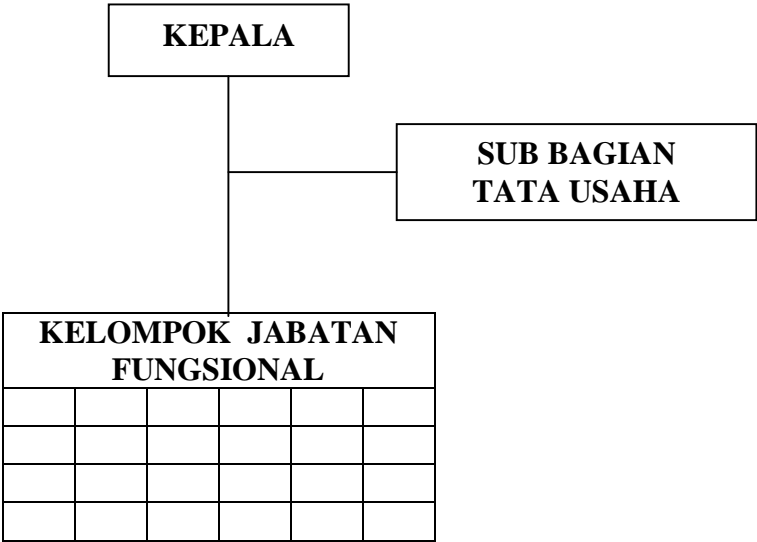 KEPALA
SUB BAGIAN
TATA USAHA
KELOMPOK JABATAN
FUNGSIONAL